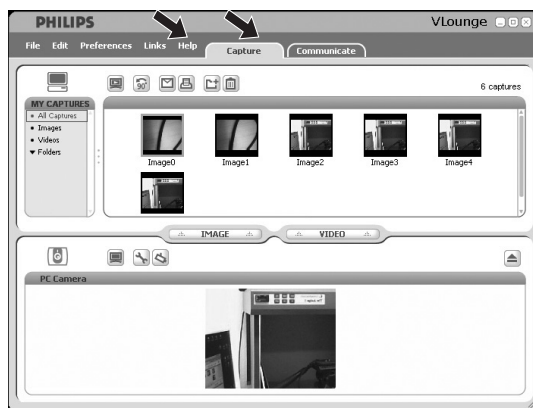 PHILIPS
VLounge
File Edit Preferences Links Help
Capture
Communicate
90°
6 captures
MY CAPTURES
All Captures
Images
Videos
Folders
Image0 Image1 Image2 Image3 Image4
IMAGE
VIDEO
PC Camera